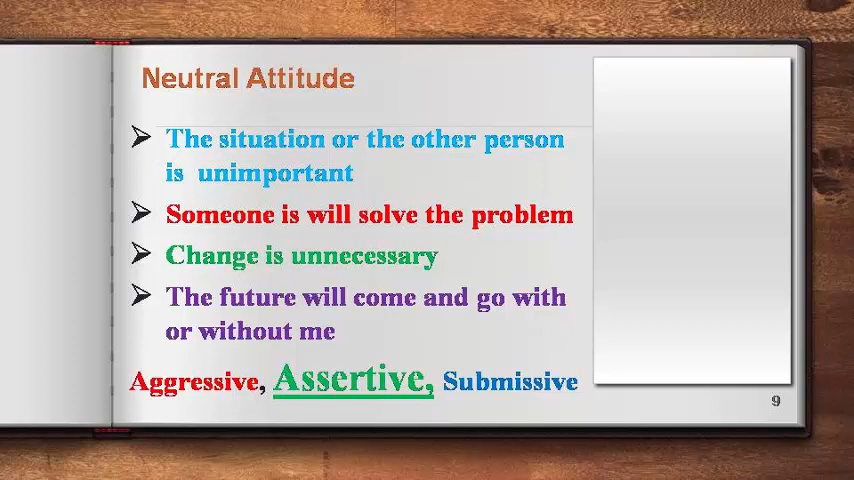 Neutral Attitude
The situation or the other person
is unimportant
Someone is will solve the problem
Change is unnecessary
The future will come and go with
or without me
Aggressive, Assertive, Submissive
9